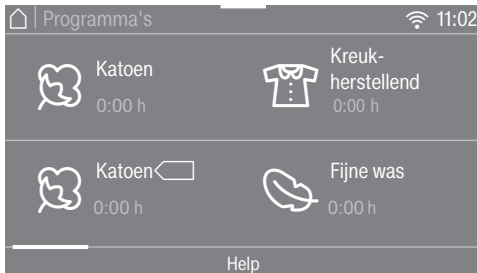 Programma's 11:02
Katoen
0:00 h
Kreuk-
herstellend
0:00 h
Katoen
0:00 h
Fijne was
0:00 h
Help